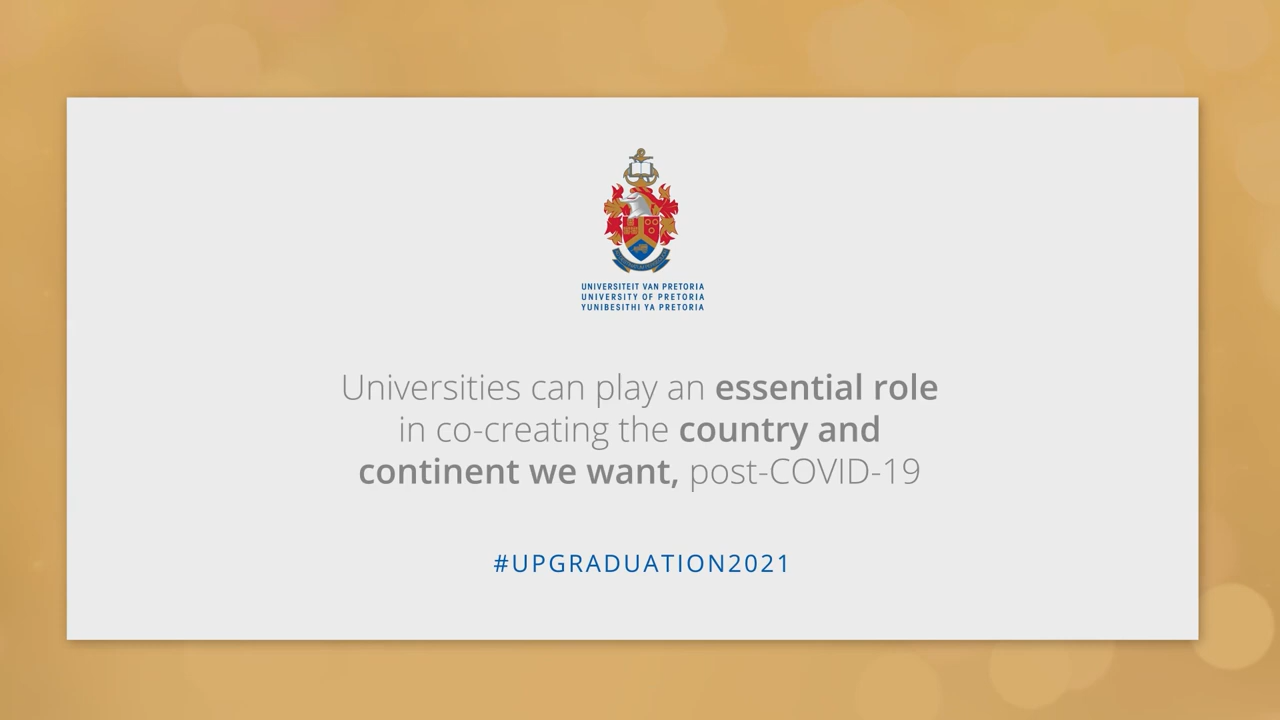 UNIVERSITEIT VAN PRETORIA
UNIVERSITY OF PRETORIA
YUNIBESITHI YA PRETORIA
Universities can play an essential role
in co-creating the country and
continent we want, post-COVID-19
#UPGRADUATION2021